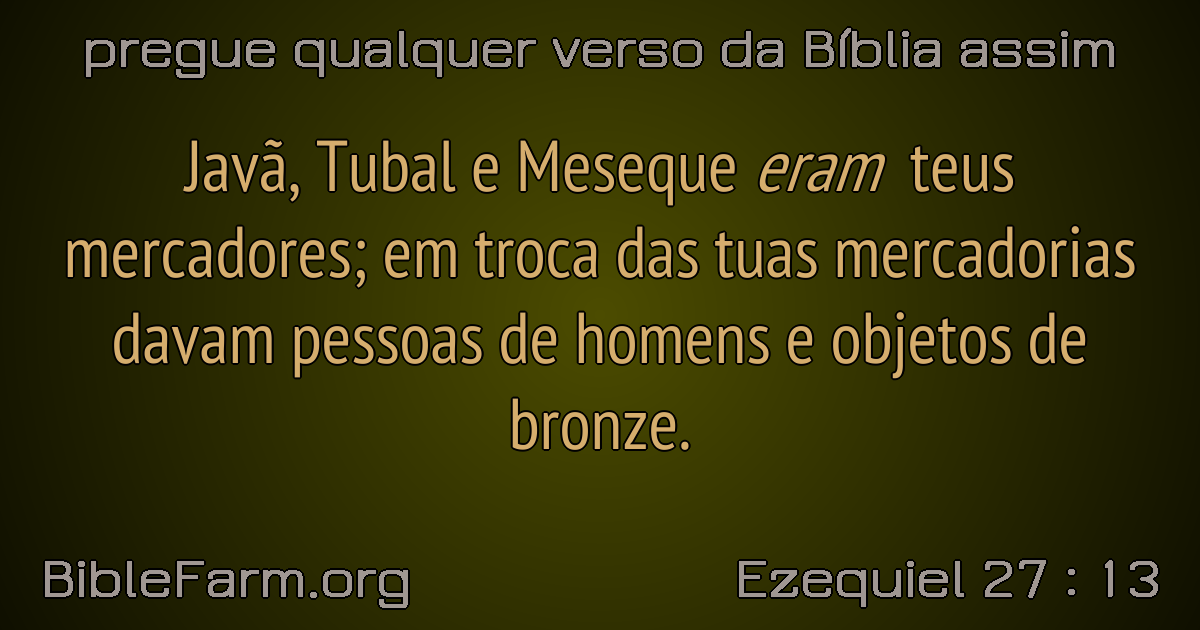 pregue qualquer verso da Bíblia assim
Javã, Tubal e Meseque eram teus
mercadores; em troca das tuas mercadorias
davam pessoas de homens e objetos de
bronze.
BibleFarm.org
Ezequiel 27 : 13